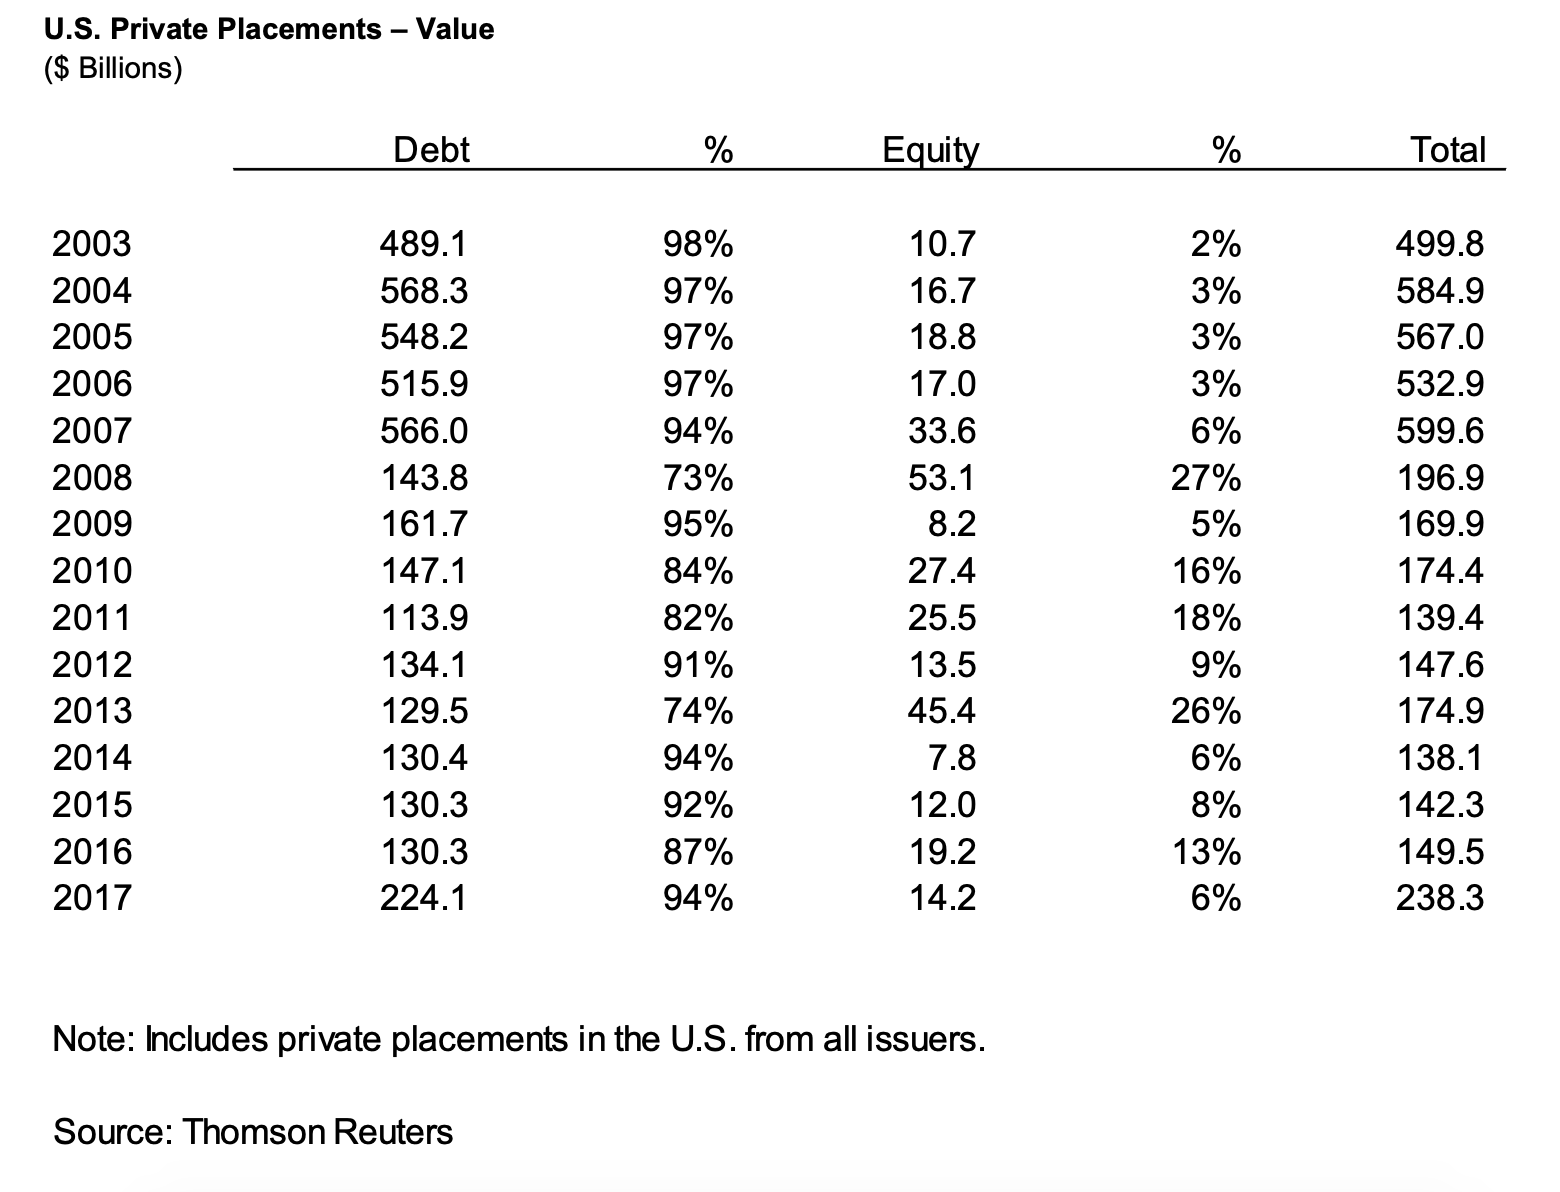 U.S. Private Placements – Value
($ Billions)
Debt % Equity % Total
2003 489.1 98% 10.7 2% 499.8
2004 568.3 97% 16.7 3% 584.9
2005 548.2 97% 18.8 3% 567.0
2006 515.9 97% 17.0 3% 532.9
2007 566.0 94% 33.6 6% 599.6
2008 143.8 73% 53.1 27% 196.9
2009 161.7 95% 8.2 5% 169.9
2010 147.1 84% 27.4 16% 174.4
2011 113.9 82% 25.5 18% 139.4
2012 134.1 91% 13.5 9% 147.6
2013 129.5 74% 45.4 26% 174.9
2014 130.4 94% 7.8 6% 138.1
2015 130.3 92% 12.0 8% 142.3
2016 130.3 87% 19.2 13% 149.5
2017 224.1 94% 14.2 6% 238.3
Note: Includes private placements in the U.S. from all issuers.
Source: Thomson Reuters